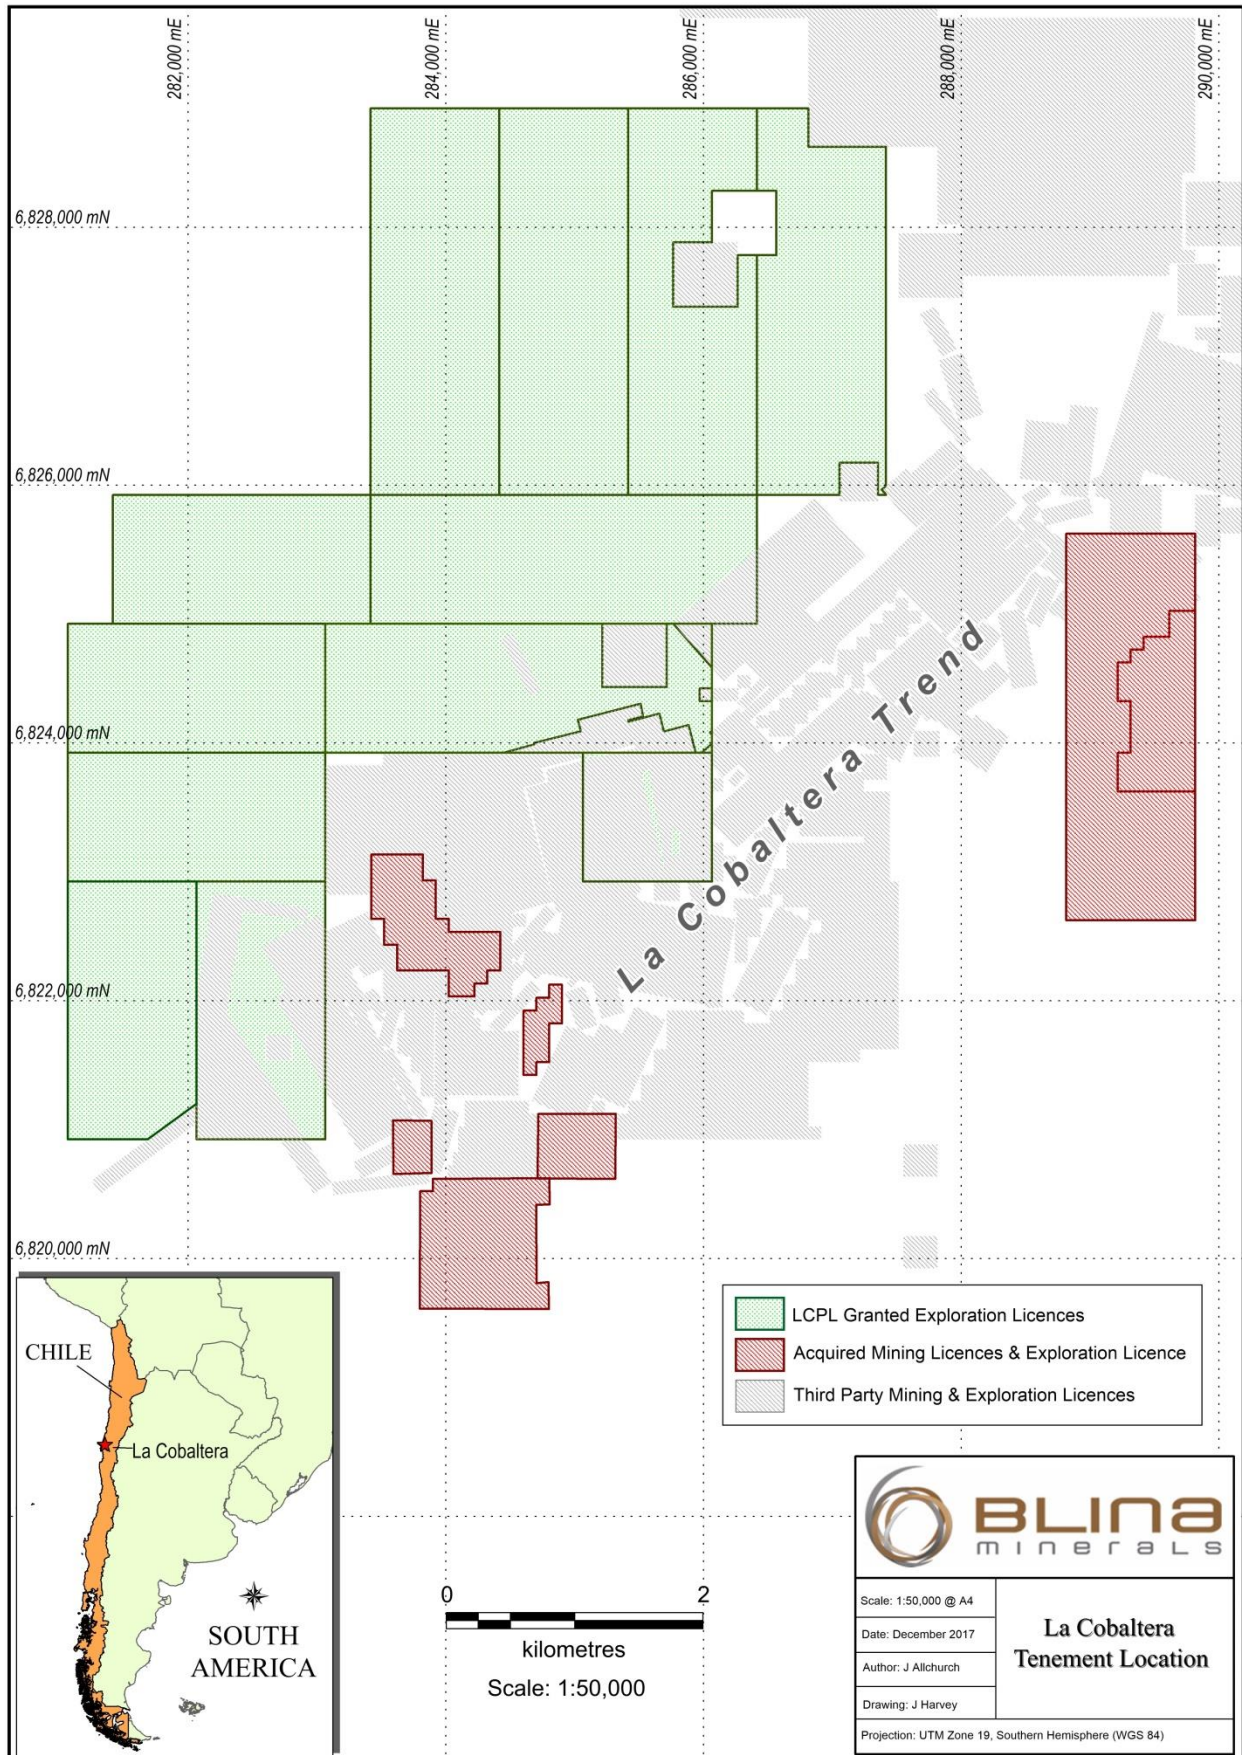 282,000 mE
284,000 mE
286,000 mE
288,000 mE
290,000 mE
6,828,000 mN
6,826,000 mN
6,824,000 mN
6,822,000 mN
6,820,000 mN
La Cobaltera Trend
LCPL Granted Exploration Licences
Acquired Mining Licences & Exploration Licence
Third Party Mining & Exploration Licences
CHILE
La Cobaltera
SOUTH
AMERICA
0 2
kilometres
Scale: 1:50,000
BLINA
minerals
Scale: 1:50,000 @ A4
Date: December 2017
Author: J Allchurch
Drawing: J Harvey
La Cobaltera
Tenement Location
Projection: UTM Zone 19, Southern Hemisphere (WGS 84)